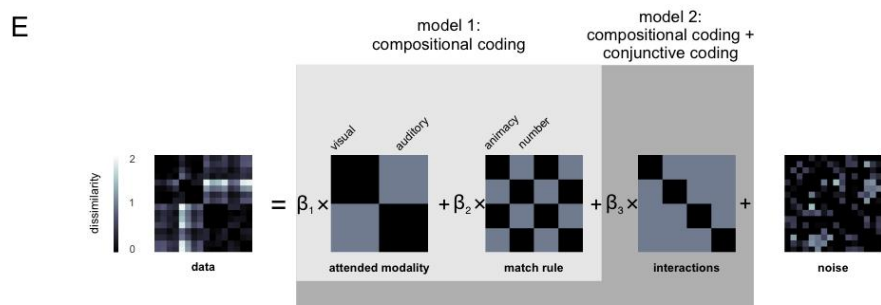 E
model 1:
compositional coding
model 2:
compositional coding +
conjunctive coding
visual
auditory
animacy
number
dissimilarity
2
1
0
= β1 × + β2 × + β3 × +
data
attended modality
match rule
interactions
noise